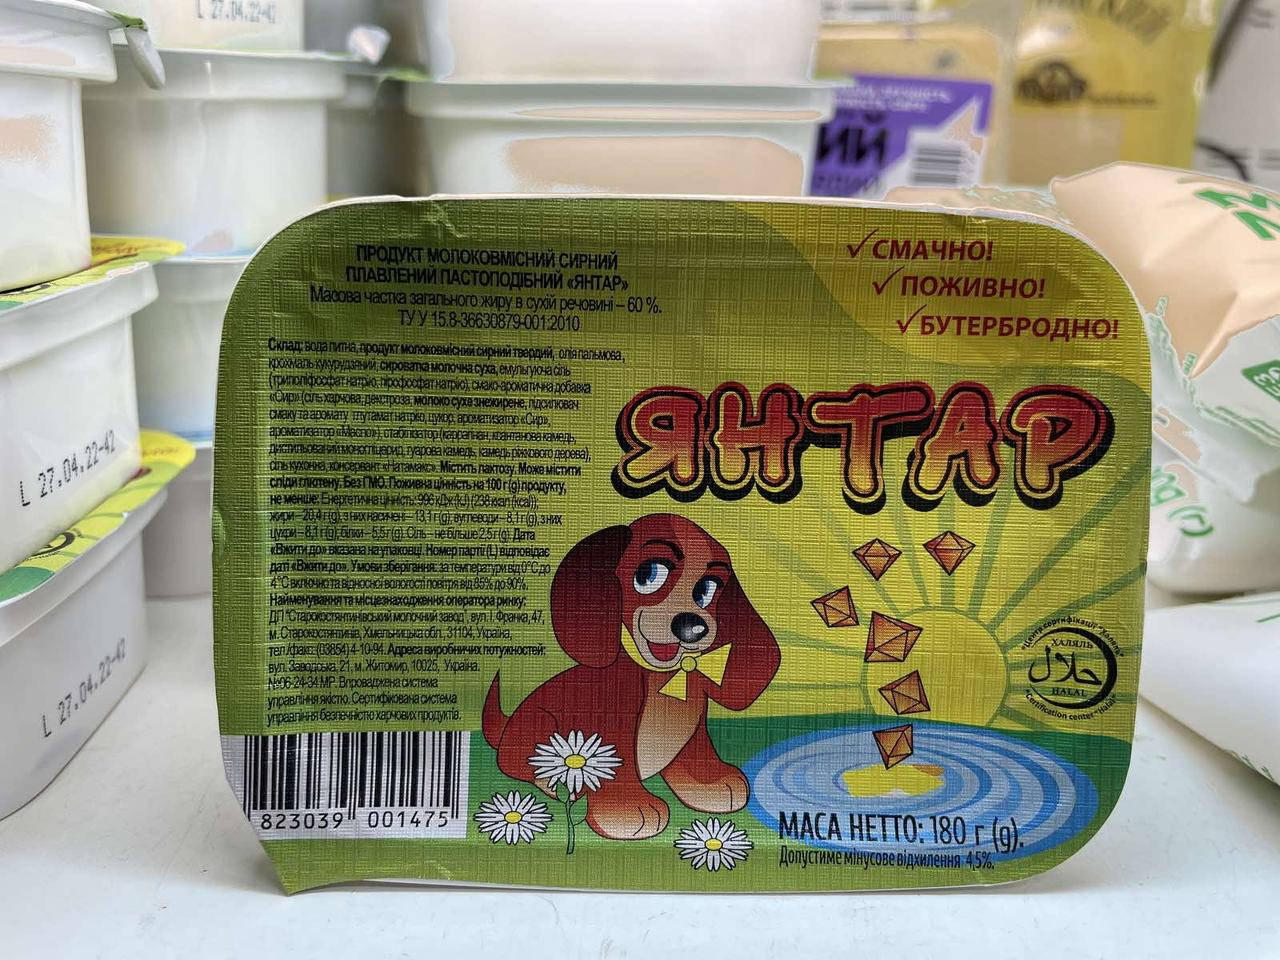 L 27.04.22-42
ПРОДУКТ МОЛОКОВМІСНИЙ СИРНИЙ
ПЛАВЛЕНИЙ ПАСТОПОДІБНИЙ «ЯНТАР»
Масова частка загального жиру в сухій речовині – 60 %.
ТУ У 15.8-36630879-001:2010
✓СМАЧНО!
✓ПОЖИВНО!
✓БУТЕРБРОДНО!
Склад: вода питна, продукт молоковмісний сирний твердий, олія пальмова,
крохмаль кукурудзяний, сироватка молочна суха, емульгуюча сіль
(триполіфосфат натрію, пірофосфат натрію), смако-ароматична добавка
«Сир» (сіль харчова, декстроза, молоко сухе знежирене, підсилювач
смаку та аромату глутамат натрію, цукор, ароматизатор «Сир»,
ароматизатор «Масло»), стабілізатор (карагінан, ксантанова камедь,
дистильований моногліцерид, гуарова камедь, камедь ріжкового дерева),
сіль кухонна, консервант «Натамакс». Містить лактозу. Може містити
сліди глютену. Без ГМО. Поживна цінність на 100 г (g) продукту,
не менше: Енергетична цінність: 996 кДж (kJ) (238 ккал (kcal));
жири – 20,4 г (g), з них насичені – 13,1 г (g); вуглеводи – 8,1 г (g), з них
цукри – 8,1 г (g), білки – 5,5 г (g). Сіль - не більше 2,5 г (g). Дата
«Вжити до» вказана на упаковці. Номер партії (L) відповідає
даті «Вжити до». Умови зберігання: за температури від 0°С до
4°С включно та відносної вологості повітря від 85% до 90%.
Найменування та місцезнаходження оператора ринку:
ДП "Старокостянтинівський молочний завод", вул. І. Франка, 47,
м. Старокостянтинів, Хмельницька обл., 31104, Україна,
тел./факс: (03854) 4-10-94. Адреса виробничих потужностей:
вул. Заводська, 21, м. Житомир, 10025, Україна.
№06-24-34 МР. Впроваджена система
управління якістю. Сертифікована система
управління безпечністю харчових продуктів.
ЯНТАР
"Центр сертифікації "Халяль"
ХАЛЯЛЬ
حلال
HALAL
"Certification center "Halal"
823039 001475
МАСА НЕТТО: 180 г (g).
Допустиме мінусове відхилення 4,5%.
L 27.04.22-42
L 27.04.22-42